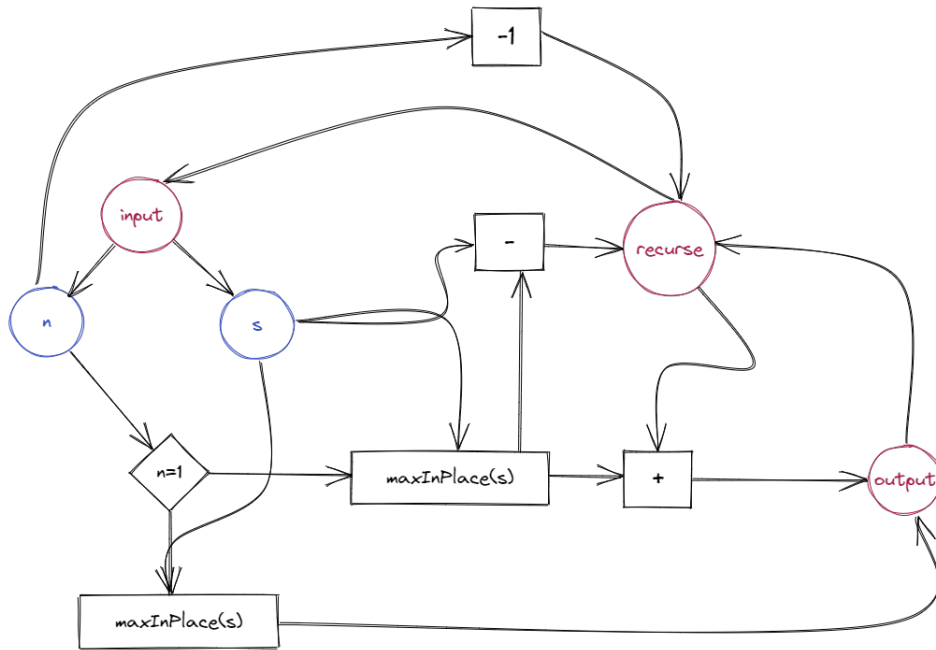 -1
input
-
recurse
n
s
n=1
maxInPlace(s)
+
output
maxInPlace(s)